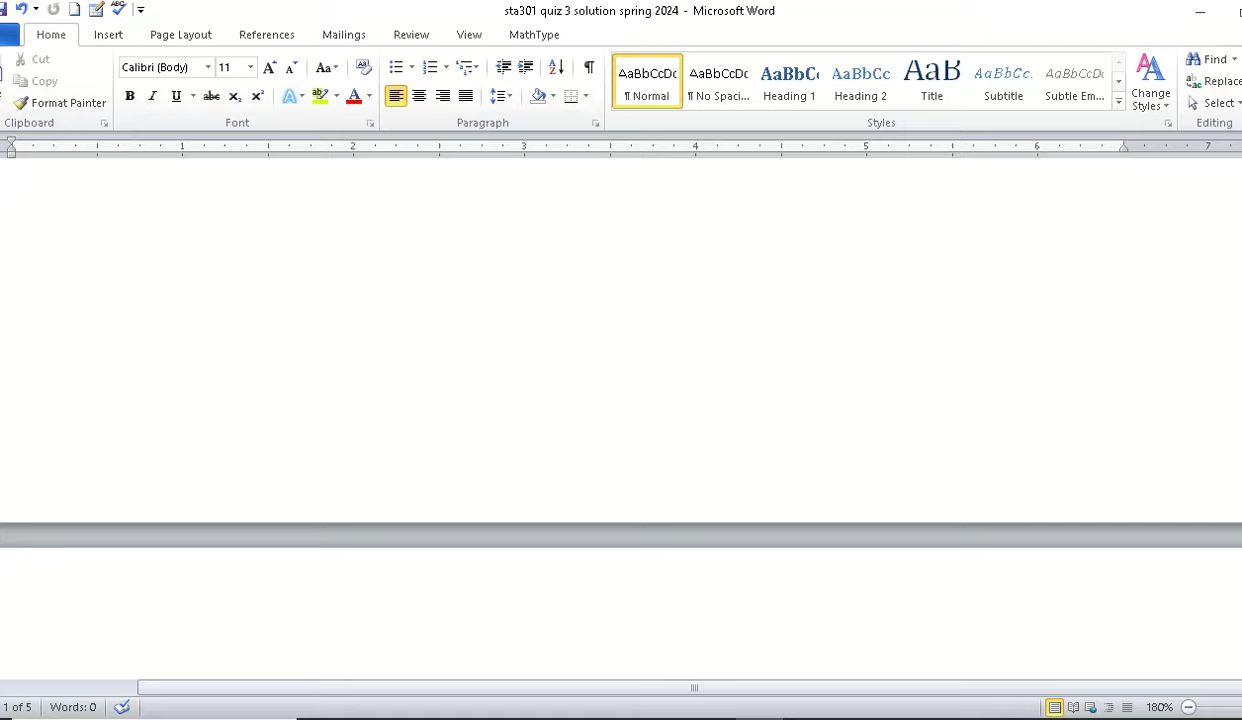 sta301 quiz 3 solution spring 2024 - Microsoft Word
Home Insert Page Layout References Mailings Review View MathType
Cut
Copy
Format Painter
Clipboard
Calibri (Body) 11
Font
Paragraph
AaBbCcDc AaBbCcDc AaBbC AaBbCc AaB AaBbCc. AaBbCcDc
¶ Normal ¶ No Spaci... Heading 1 Heading 2 Title Subtitle Subtle Em...
Styles
Change
Styles
Find
Replace
Select
Editing
1 2 3 4 5 6 7
1 of 5 Words: 0 180%